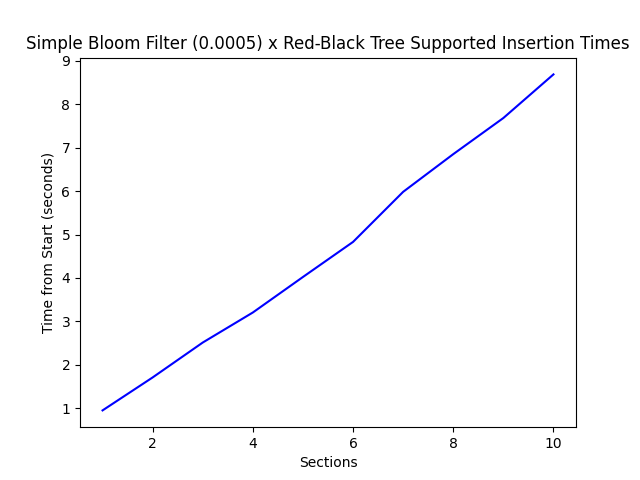 Simple Bloom Filter (0.0005) x Red-Black Tree Supported Insertion Times
9
8
7
6
5
4
3
2
1
Time from Start (seconds)
2 4 6 8 10
Sections